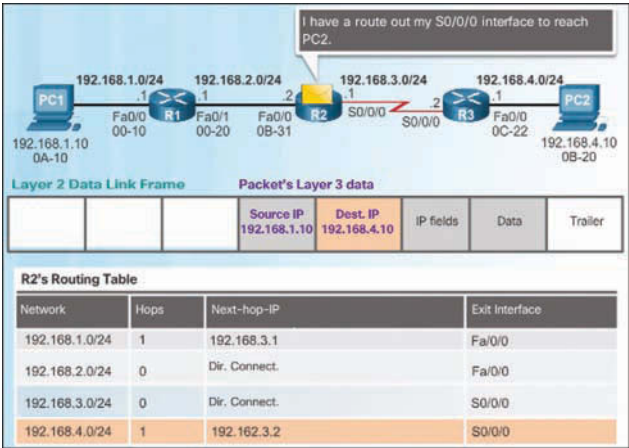 I have a route out my S0/0/0 interface to reach
PC2.
192.168.1.0/24 192.168.2.0/24 192.168.3.0/24 192.168.4.0/24
PC1 .1 R1 .1 .2 R2 .1 .2 R3 .1 PC2
Fa0/0 Fa0/1 Fa0/0 S0/0/0 S0/0/0 Fa0/0
00-10 00-20 0B-31 0C-22
192.168.1.10 192.168.4.10
0A-10 0B-20
Layer 2 Data Link Frame Packet's Layer 3 data
Source IP Dest. IP IP fields Data Trailer
192.168.1.10 192.168.4.10
R2's Routing Table
Network Hops Next-hop-IP Exit Interface
192.168.1.0/24 1 192.168.3.1 Fa/0/0
192.168.2.0/24 0 Dir. Connect. Fa/0/0
192.168.3.0/24 0 Dir. Connect. S0/0/0
192.168.4.0/24 1 192.162.3.2 S0/0/0